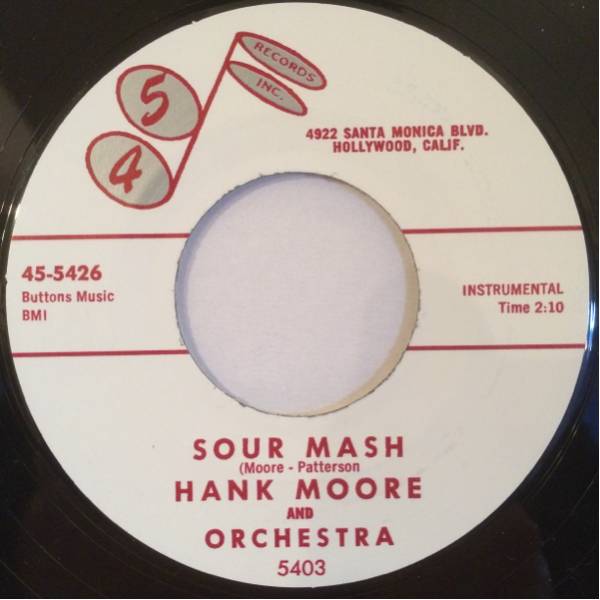 5
4
RECORDS
INC.
4922 SANTA MONICA BLVD.
HOLLYWOOD, CALIF.
45-5426
Buttons Music
BMI
INSTRUMENTAL
Time 2:10
SOUR MASH
(Moore - Patterson
HANK MOORE
AND
ORCHESTRA
5403